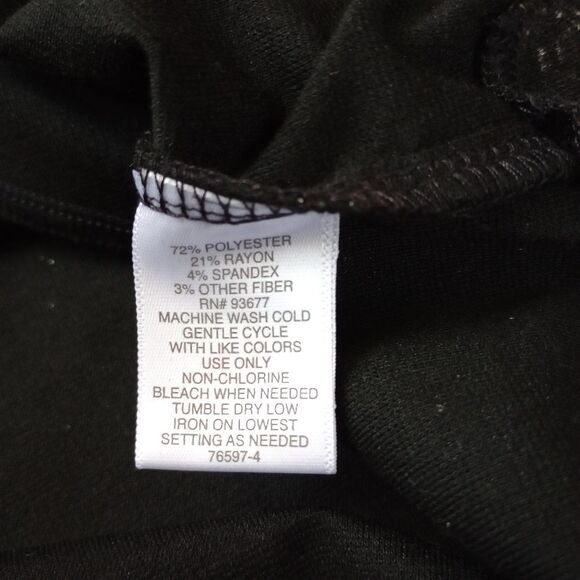 72% POLYESTER
21% RAYON
4% SPANDEX
3% OTHER FIBER
RN# 93677
MACHINE WASH COLD
GENTLE CYCLE
WITH LIKE COLORS
USE ONLY
NON-CHLORINE
BLEACH WHEN NEEDED
TUMBLE DRY LOW
IRON ON LOWEST
SETTING AS NEEDED
76597-4